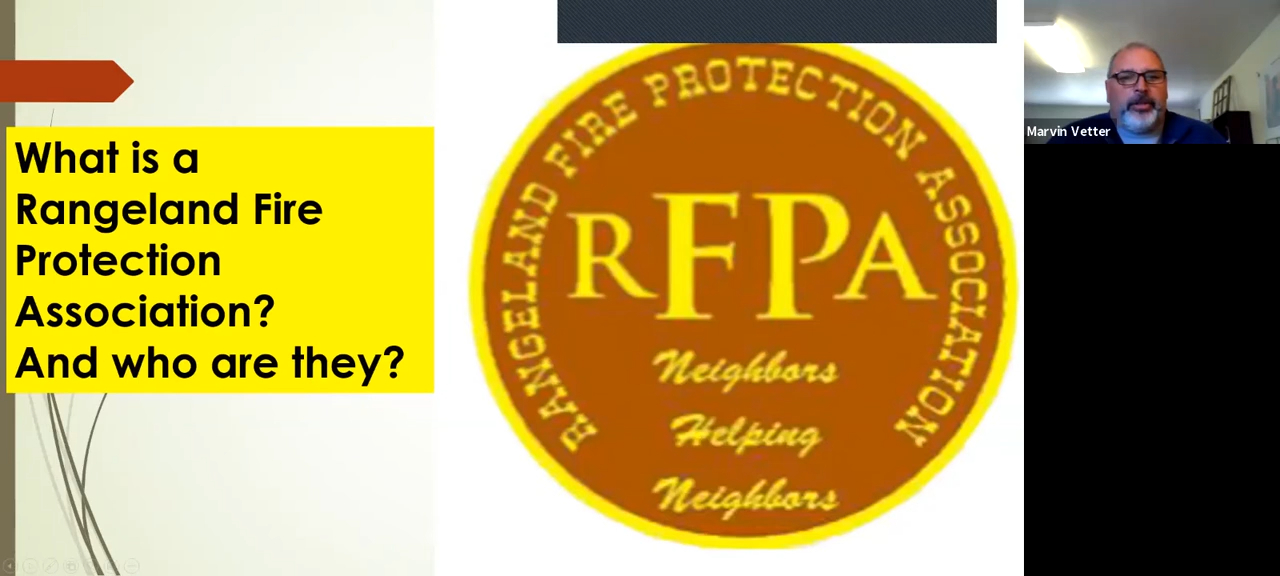 What is a
Rangeland Fire
Protection
Association?
And who are they?
RANGELAND FIRE PROTECTION ASSOCIATION
RFPA
Neighbors
Helping
Neighbors
Marvin Vetter